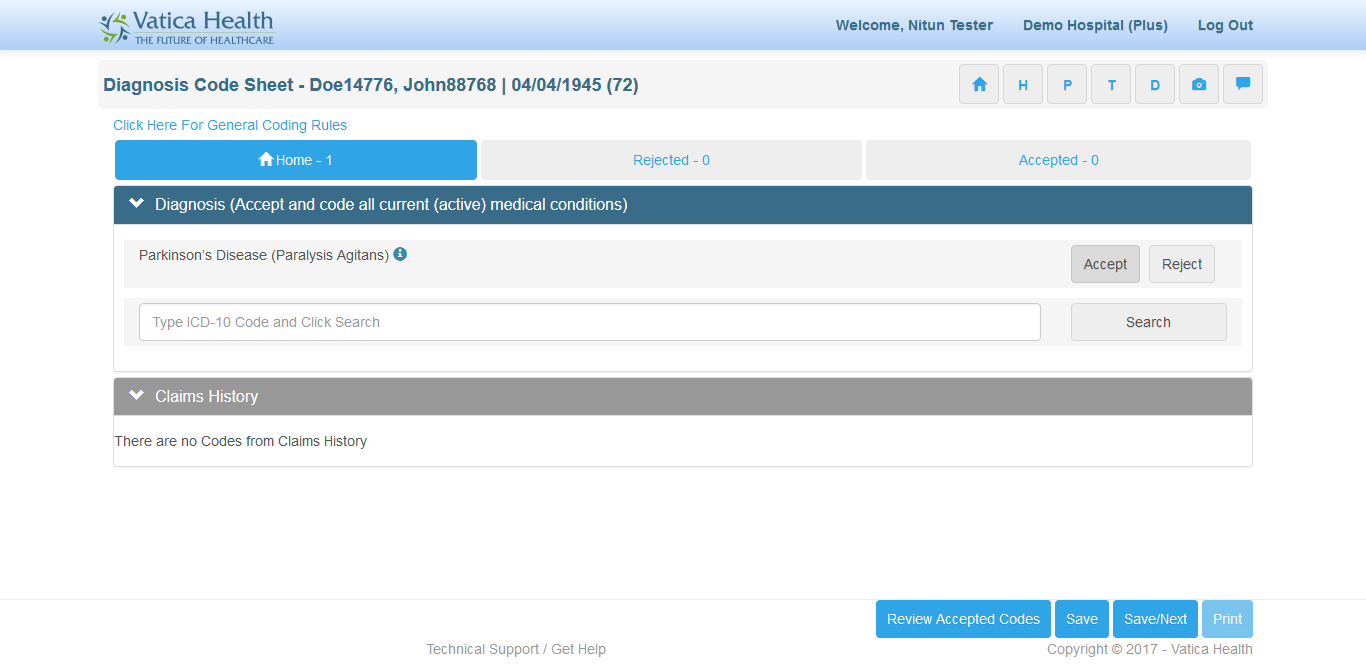 Vatica Health
THE FUTURE OF HEALTHCARE
Welcome, Nitun Tester
Demo Hospital (Plus)
Log Out
Diagnosis Code Sheet - Doe14776, John88768 | 04/04/1945 (72)
H
P
T
D
Click Here For General Coding Rules
Home - 1
Rejected - 0
Accepted - 0
Diagnosis (Accept and code all current (active) medical conditions)
Parkinson's Disease (Paralysis Agitans)
Accept
Reject
Type ICD-10 Code and Click Search
Search
Claims History
There are no Codes from Claims History
Review Accepted Codes
Save
Save/Next
Print
Technical Support / Get Help
Copyright © 2017 - Vatica Health